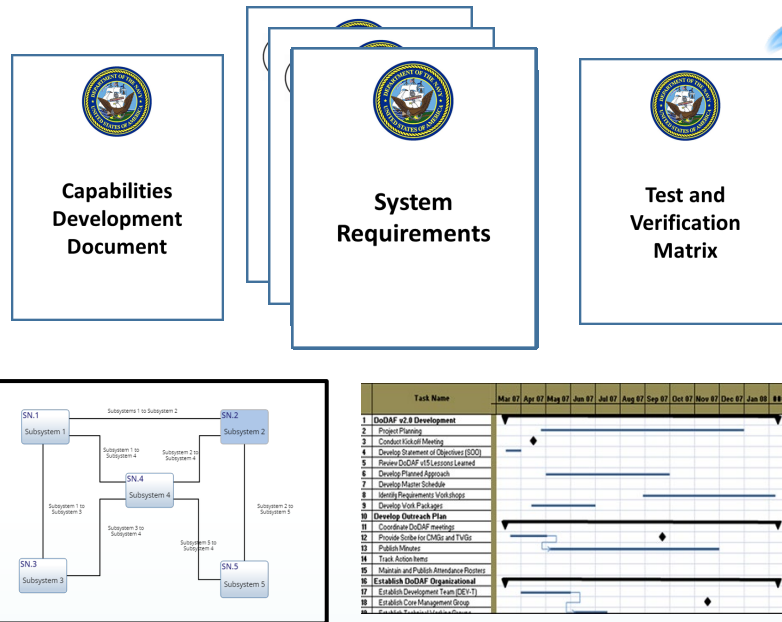 Capabilities
Development
Document
System
Requirements
Test and
Verification
Matrix
SN.1
Subsystem 1
Subsystems 1 to Subsystem 2
SN.2
Subsystem 2
Subsystem 1 to
Subsystem 4
Subsystem 2 to
Subsystem 4
SN.4
Subsystem 4
Subsystem 1 to
Subsystem 3
Subsystem 2 to
Subsystem 5
Subsystem 3 to
Subsystem 4
Subsystem 5 to
Subsystem 4
SN.3
Subsystem 3
SN.5
Subsystem 5
Task Name Mar 07 Apr 07 May 07 Jun 07 Jul 07 Aug 07 Sep 07 Oct 07 Nov 07 Dec 07 Jan 08
1 DoDAF v2.0 Development
2 Project Planning
3 Conduct Kickoff Meeting
4 Develop Statement of Objectives (SOO)
5 Review DoDAF v1.5 Lessons Learned
6 Develop Planned Approach
7 Develop Master Schedule
8 Identify Requirements Workshops
9 Develop Work Packages
10 Develop Outreach Plan
11 Coordinate DoDAF meetings
12 Provide Scribe for CMGs and TVGs
13 Publish Minutes
14 Track Action Items
15 Maintain and Publish Attendance Rosters
16 Establish DoDAF Organizational
17 Establish Development Team (DEV-T)
18 Establish Core Management Group